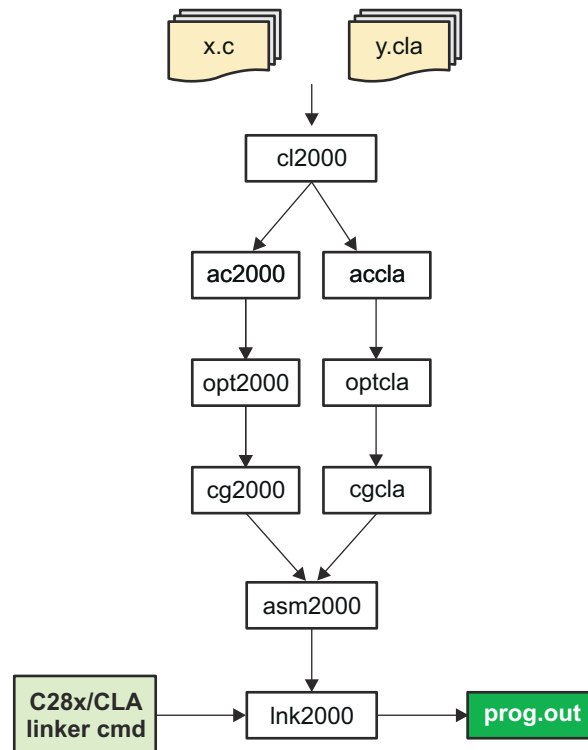 x.c
y.cla
cl2000
ac2000
accla
opt2000
optcla
cg2000
cgcla
asm2000
C28x/CLA
linker cmd
lnk2000
prog.out